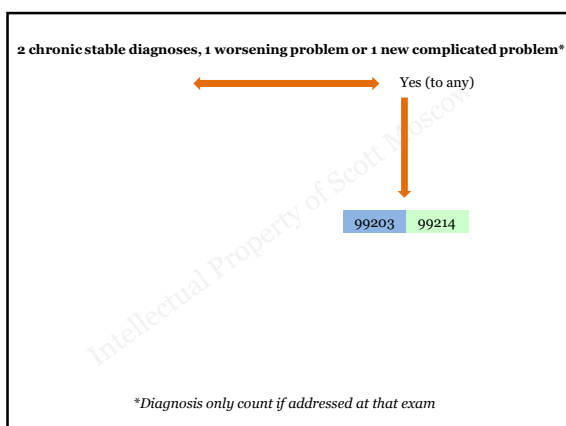 2 chronic stable diagnoses, 1 worsening problem or 1 new complicated problem*
Yes (to any)
99203 99214
Intellectual Property of Scott Moscow
*Diagnosis only count if addressed at that exam